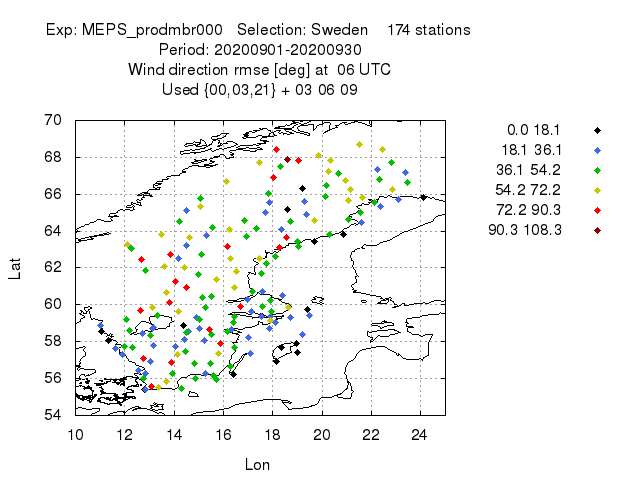 Exp: MEPS_prodmbr000 Selection: Sweden 174 stations
Period: 20200901-20200930
Wind direction rmse [deg] at 06 UTC
Used {00,03,21} + 03 06 09
70
68
66
64
62
60
58
56
54
10 12 14 16 18 20 22 24
Lat
Lon
0.0 18.1
18.1 36.1
36.1 54.2
54.2 72.2
72.2 90.3
90.3 108.3